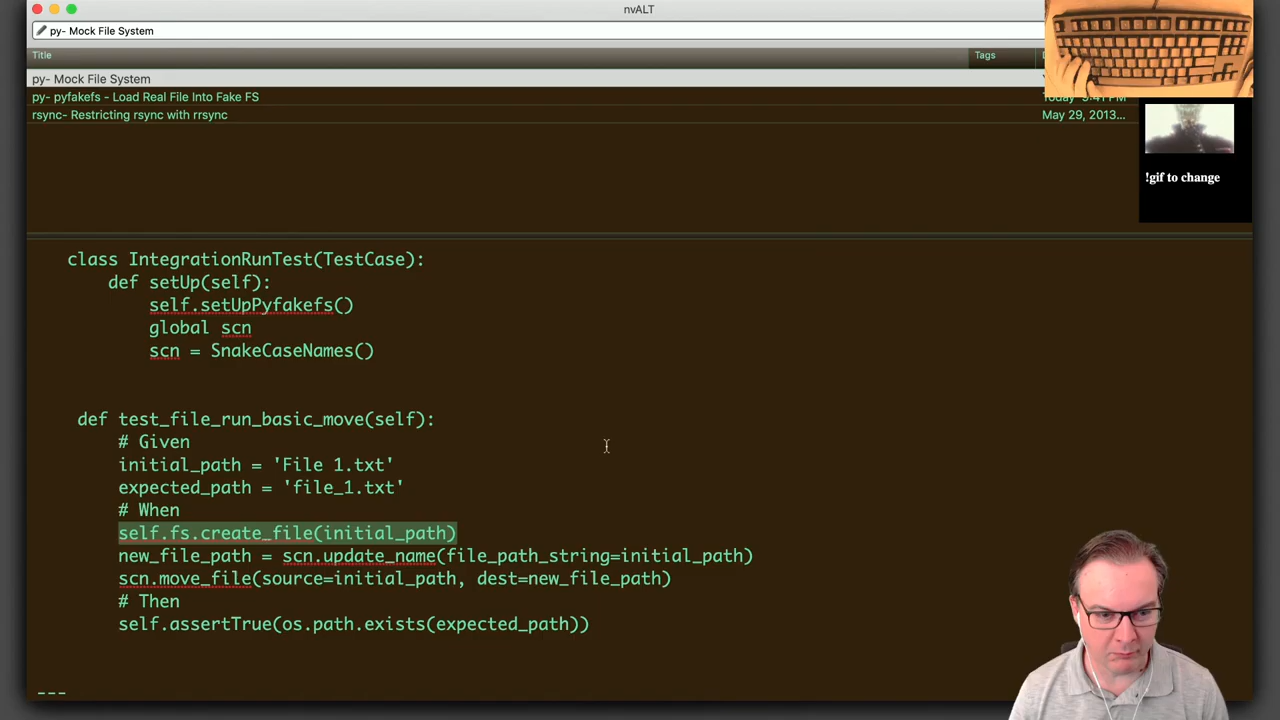 nvALT
py- Mock File System
Title Tags
py- Mock File System
py- pyfakefs - Load Real File Into Fake FS Today 9:41 PM
rsync- Restricting rsync with rrsync May 29, 2013...
!gif to change
class IntegrationRunTest(TestCase):
def setUp(self):
self.setUpPyfakefs()
global scn
scn = SnakeCaseNames()
def test_file_run_basic_move(self):
# Given
initial_path = 'File 1.txt'
expected_path = 'file_1.txt'
# When
self.fs.create_file(initial_path)
new_file_path = scn.update_name(file_path_string=initial_path)
scn.move_file(source=initial_path, dest=new_file_path)
# Then
self.assertTrue(os.path.exists(expected_path))
---